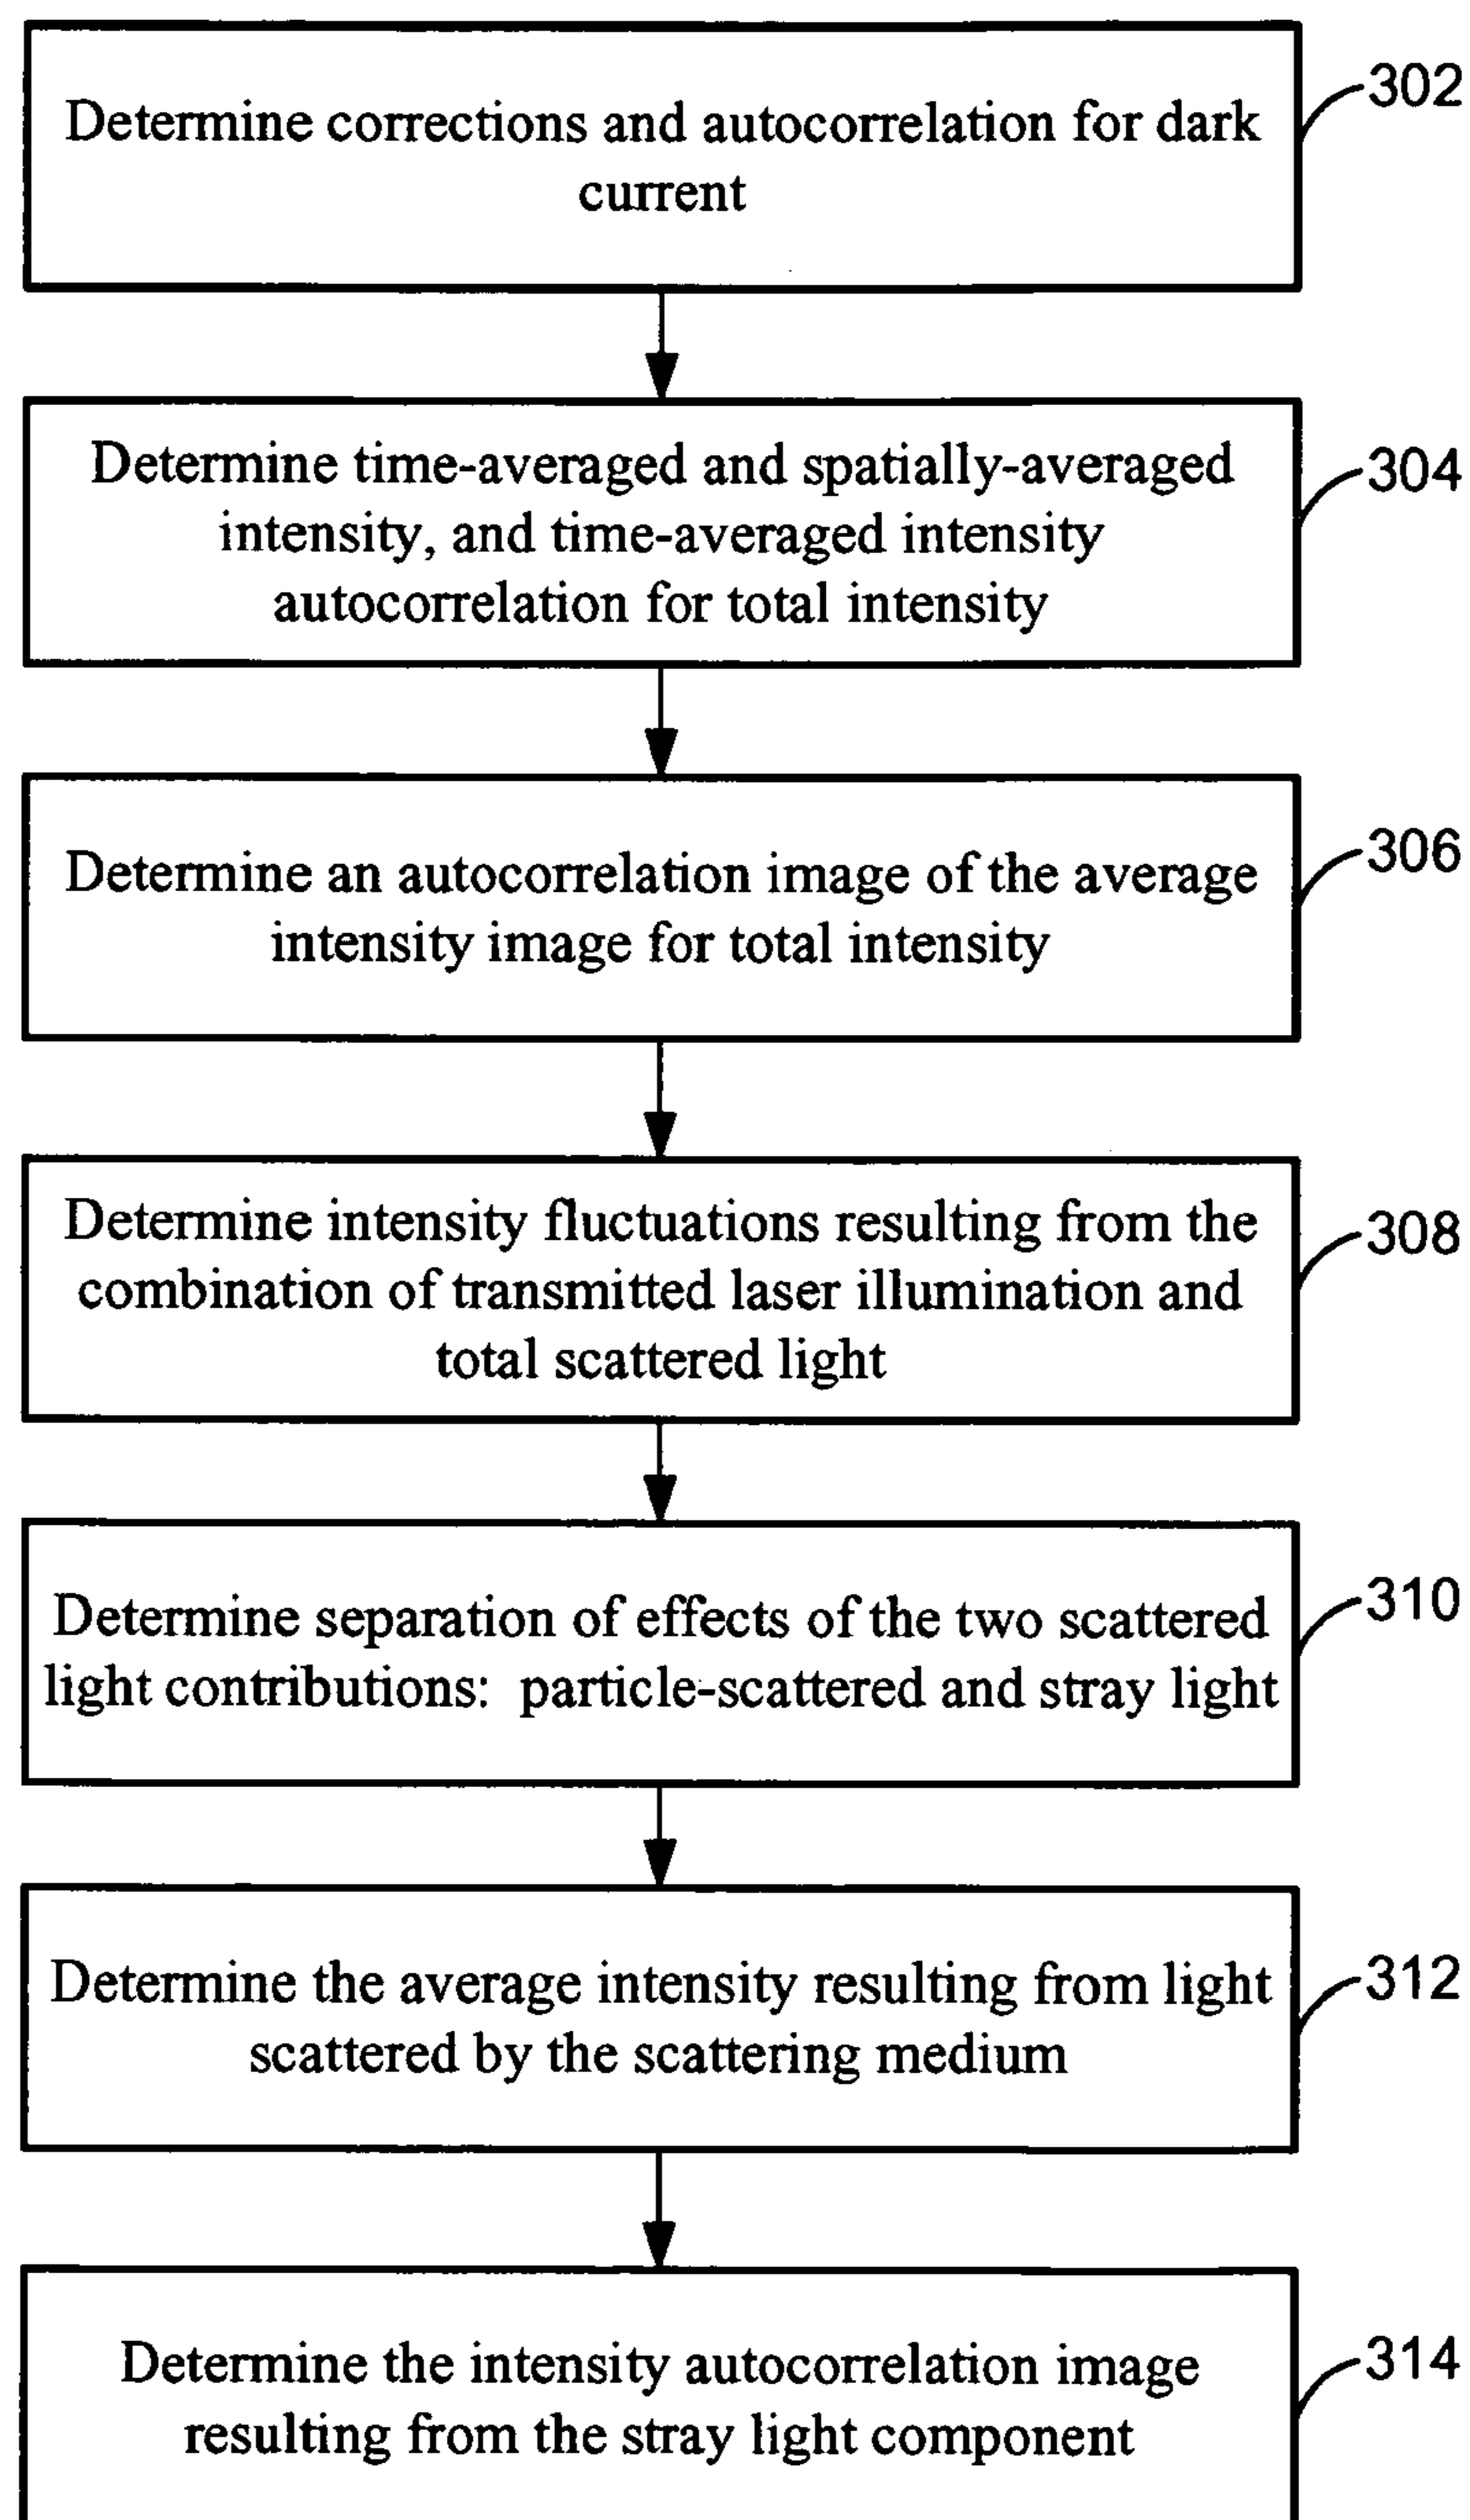 Determine corrections and autocorrelation for dark
current
302
Determine time-averaged and spatially-averaged
intensity, and time-averaged intensity
autocorrelation for total intensity
304
Determine an autocorrelation image of the average
intensity image for total intensity
306
Determine intensity fluctuations resulting from the
combination of transmitted laser illumination and
total scattered light
308
Determine separation of effects of the two scattered
light contributions:  particle-scattered and stray light
310
Determine the average intensity resulting from light
scattered by the scattering medium
312
Determine the intensity autocorrelation image
resulting from the stray light component
314